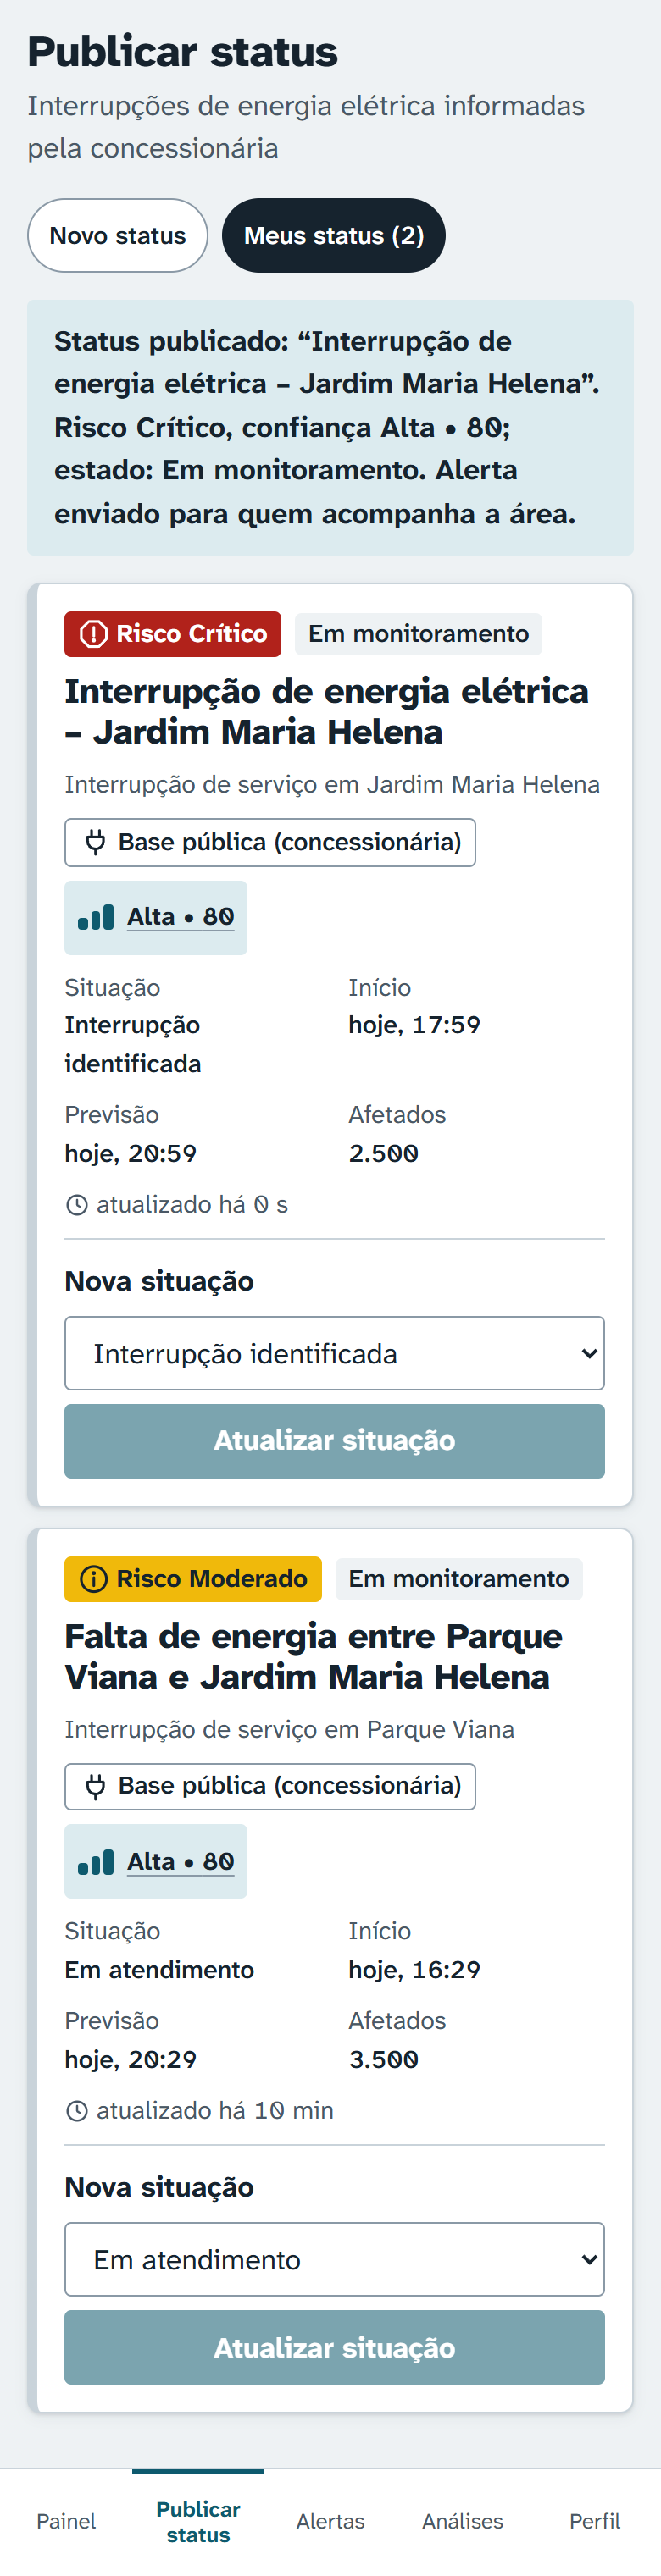 Publicar status
Interrupções de energia elétrica informadas
pela concessionária
Novo status
Meus status (2)
Status publicado: “Interrupção de
energia elétrica – Jardim Maria Helena”.
Risco Crítico, confiança Alta • 80;
estado: Em monitoramento. Alerta
enviado para quem acompanha a área.
Risco Crítico
Em monitoramento
Interrupção de energia elétrica
– Jardim Maria Helena
Interrupção de serviço em Jardim Maria Helena
Base pública (concessionária)
Alta • 80
Situação
Início
Interrupção
identificada
hoje, 17:59
Previsão
Afetados
hoje, 20:59
2.500
atualizado há 0 s
Nova situação
Interrupção identificada
Atualizar situação
Risco Moderado
Em monitoramento
Falta de energia entre Parque
Viana e Jardim Maria Helena
Interrupção de serviço em Parque Viana
Base pública (concessionária)
Alta • 80
Situação
Início
Em atendimento
hoje, 16:29
Previsão
Afetados
hoje, 20:29
3.500
atualizado há 10 min
Nova situação
Em atendimento
Atualizar situação
Painel
Publicar
status
Alertas
Análises
Perfil